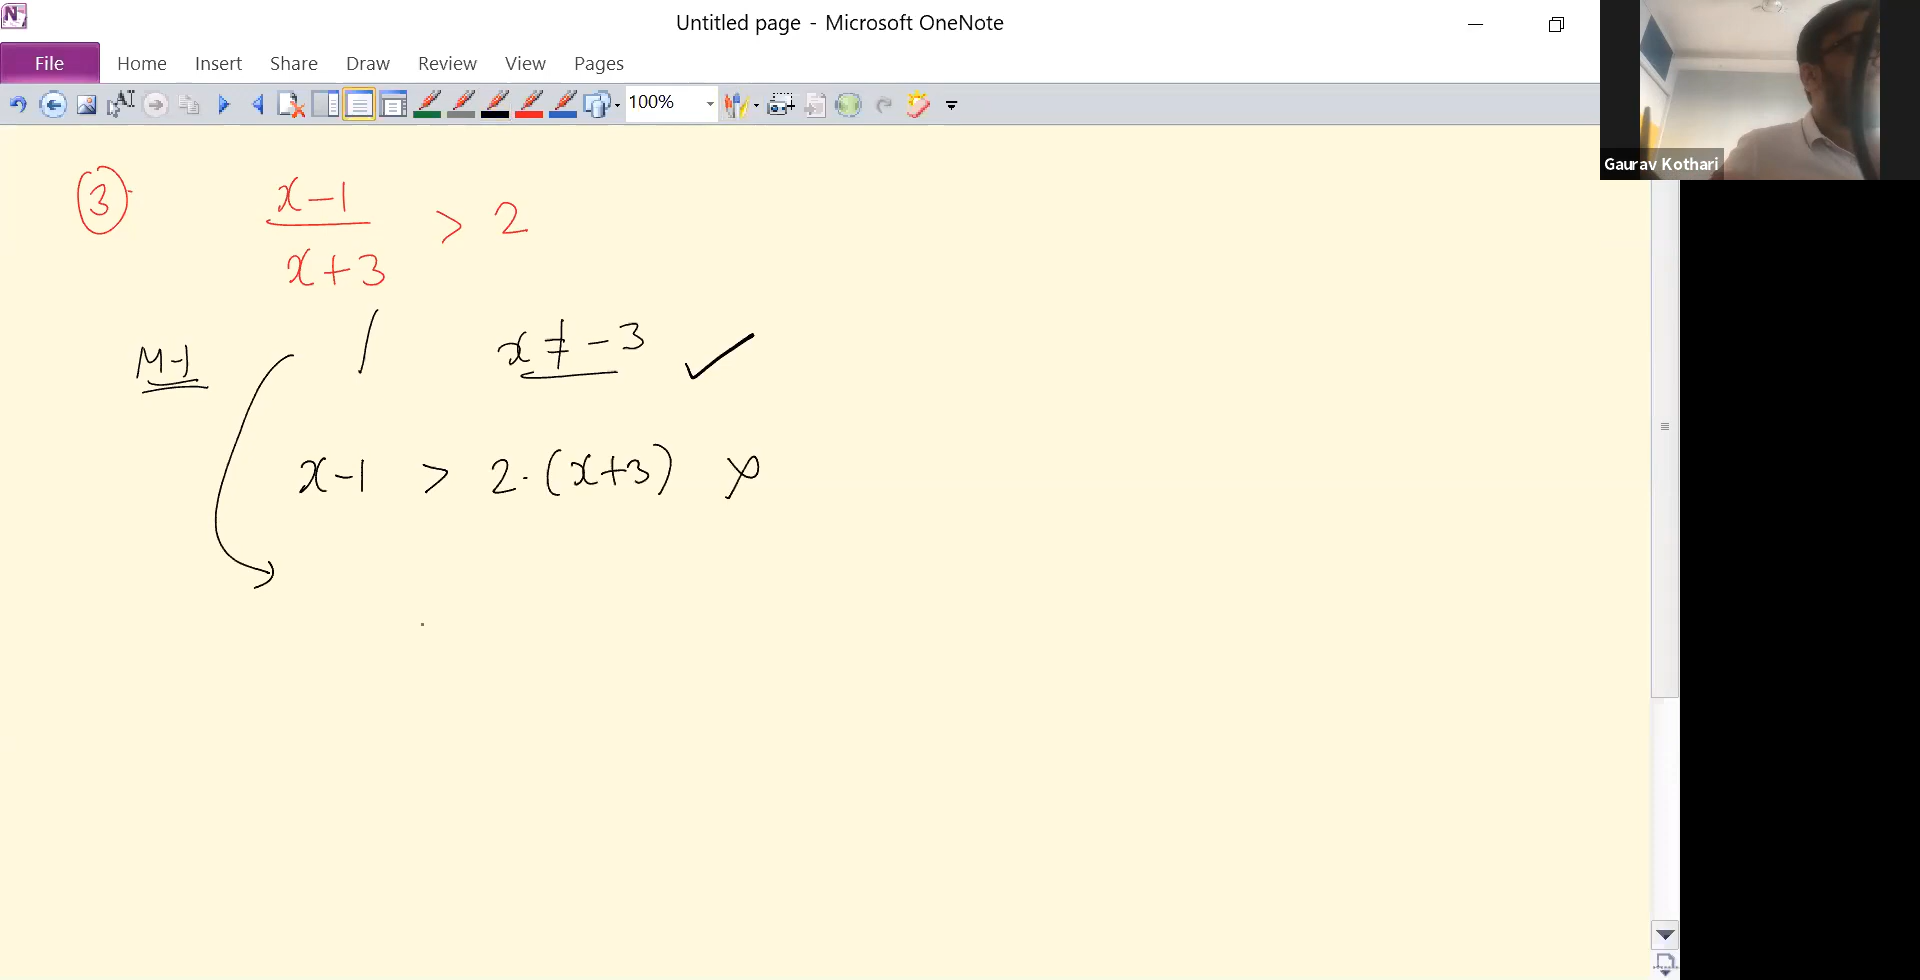 Untitled page - Microsoft OneNote
File Home Insert Share Draw Review View Pages
100%
Gaurav Kothari
3
x-1
x+3
> 2
M-1
x ≠ -3 ✓
x-1 > 2·(x+3) ×